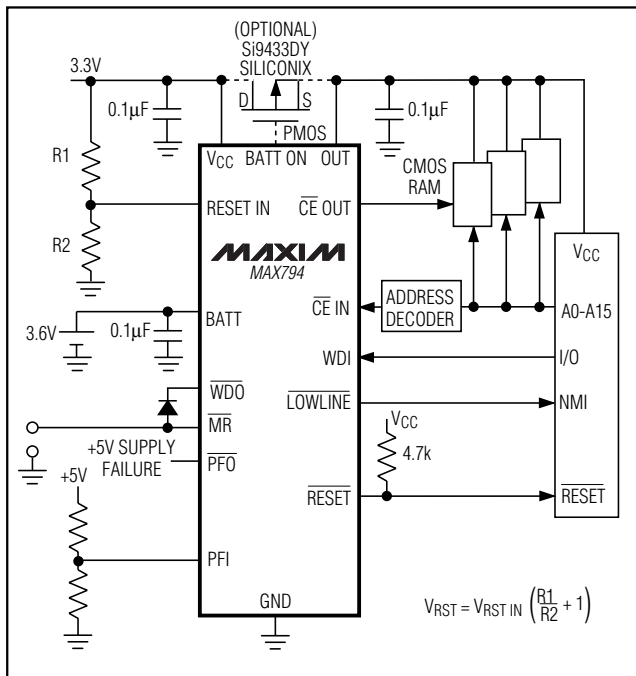 (OPTIONAL)
Si9433DY
SILICONIX
3.3V
D S
0.1µF
0.1µF
PMOS
VCC BATT ON OUT
CMOS
RAM
R1
RESET IN
CE OUT
R2
MAXIM
MAX794
VCC
BATT
CE IN
ADDRESS
DECODER
A0-A15
3.6V
0.1µF
WDI
I/O
WDO
LOWLINE
NMI
MR
VCC
+5V SUPPLY
FAILURE
PFO
4.7k
+5V
RESET
RESET
PFI
GND
VRST = VRST IN (R1/R2 + 1)